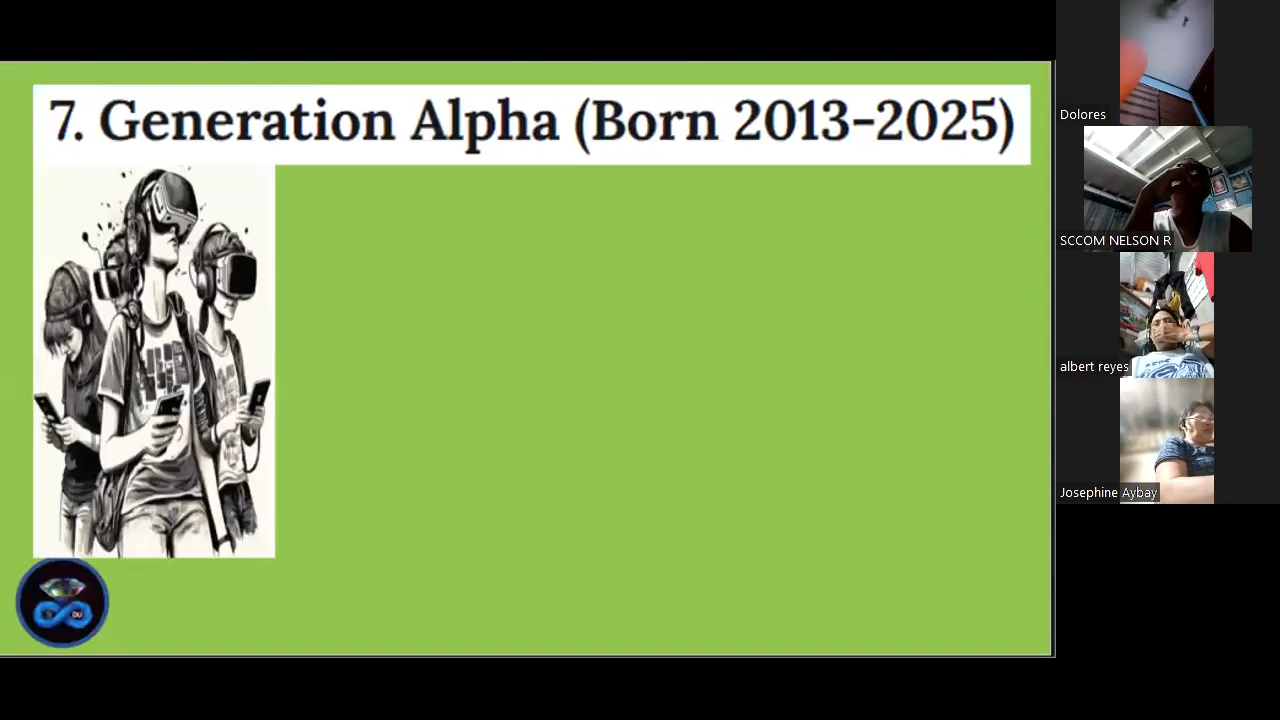 7. Generation Alpha (Born 2013-2025)
Dolores
SCCOM NELSON R
albert reyes
Josephine Aybay